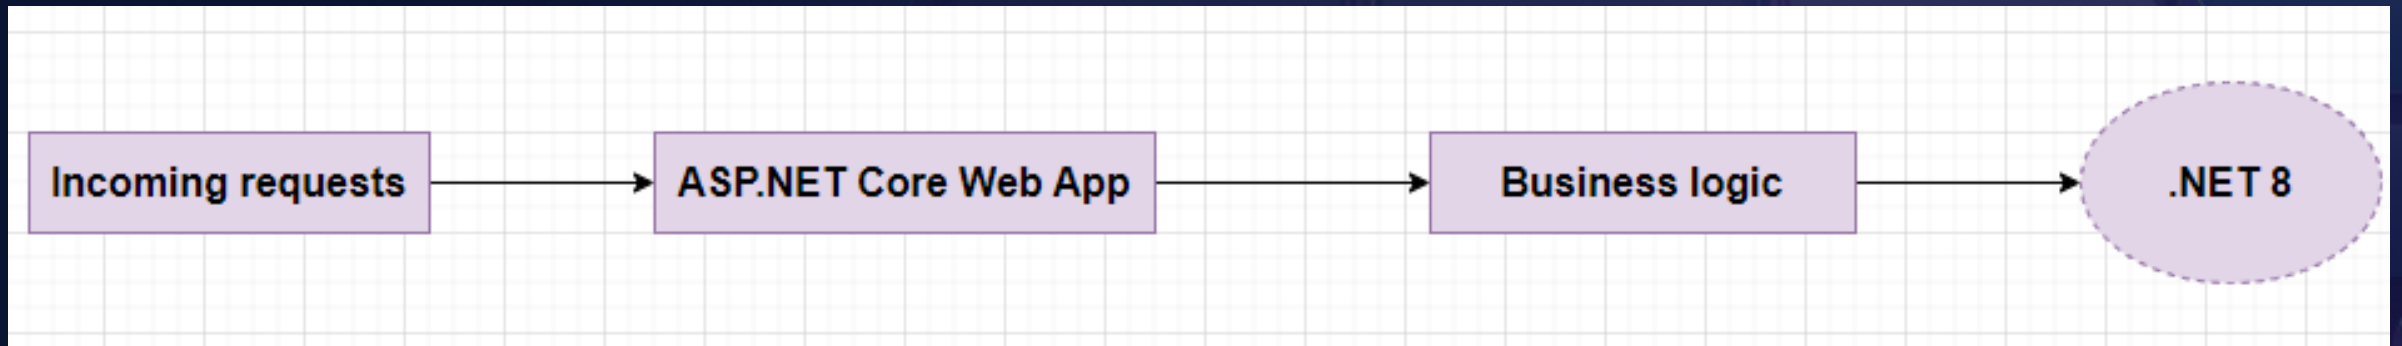 Incoming requests
ASP.NET Core Web App
Business logic
.NET 8